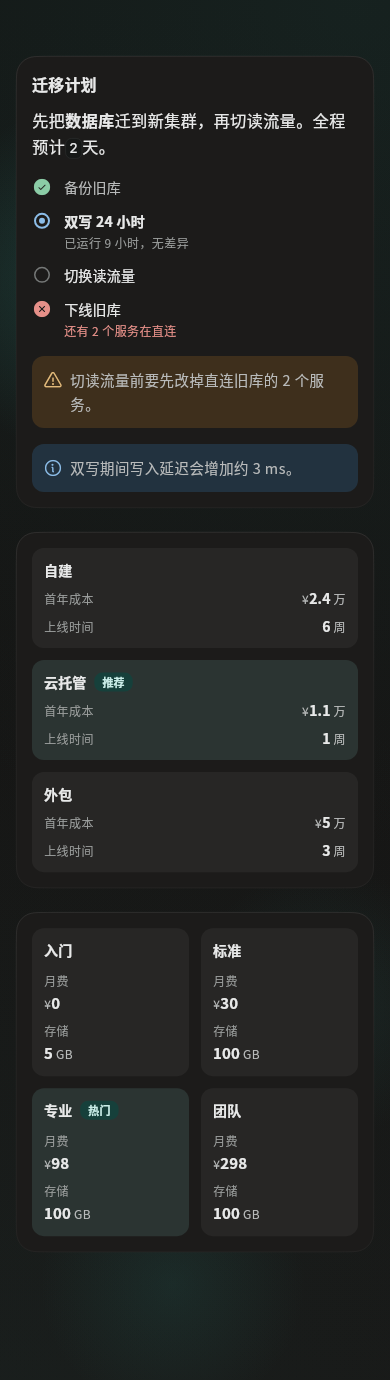 迁移计划
先把数据库迁到新集群，再切读流量。全程
预计 2 天。
备份旧库
双写 24 小时
已运行 9 小时，无差异
切换读流量
下线旧库
还有 2 个服务在直连
切读流量前要先改掉直连旧库的 2 个服
务。
双写期间写入延迟会增加约 3 ms。
自建
首年成本 ¥2.4 万
上线时间 6 周
云托管 推荐
首年成本 ¥1.1 万
上线时间 1 周
外包
首年成本 ¥5 万
上线时间 3 周
入门
月费
¥0
存储
5 GB
标准
月费
¥30
存储
100 GB
专业 热门
月费
¥98
存储
100 GB
团队
月费
¥298
存储
100 GB